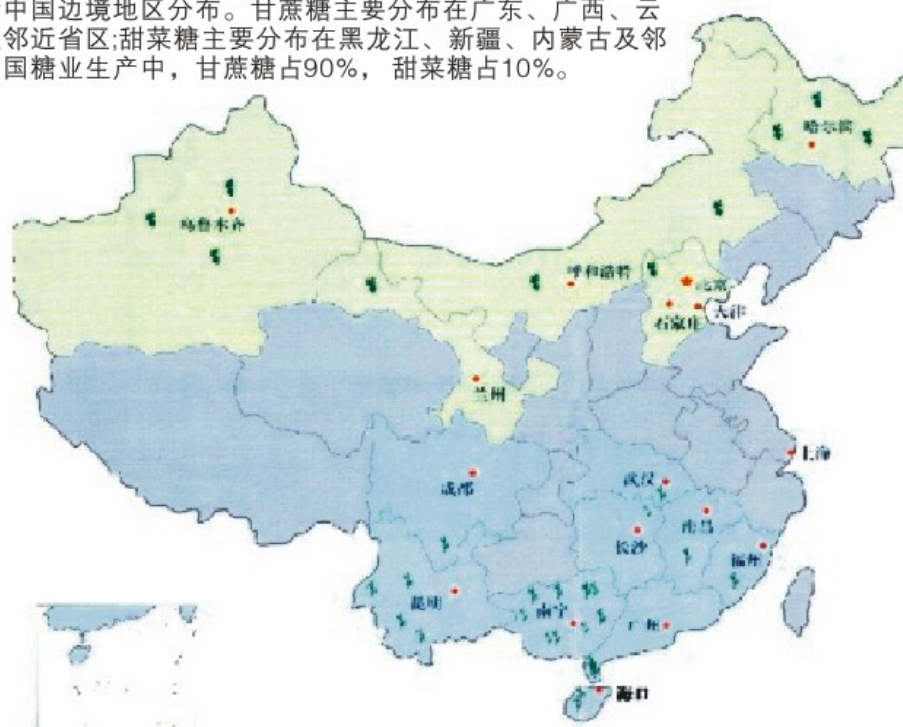 中国边境地区分布。甘蔗糖主要分布在广东、广西、云
邻近省区;甜菜糖主要分布在黑龙江、新疆、内蒙古及邻
国糖业生产中，甘蔗糖占90%， 甜菜糖占10%。
哈尔滨
乌鲁木齐
呼和浩特
北京
天津
石家庄
兰州
上海
成都
武汉
南昌
长沙
福州
昆明
南宁
广州
海口